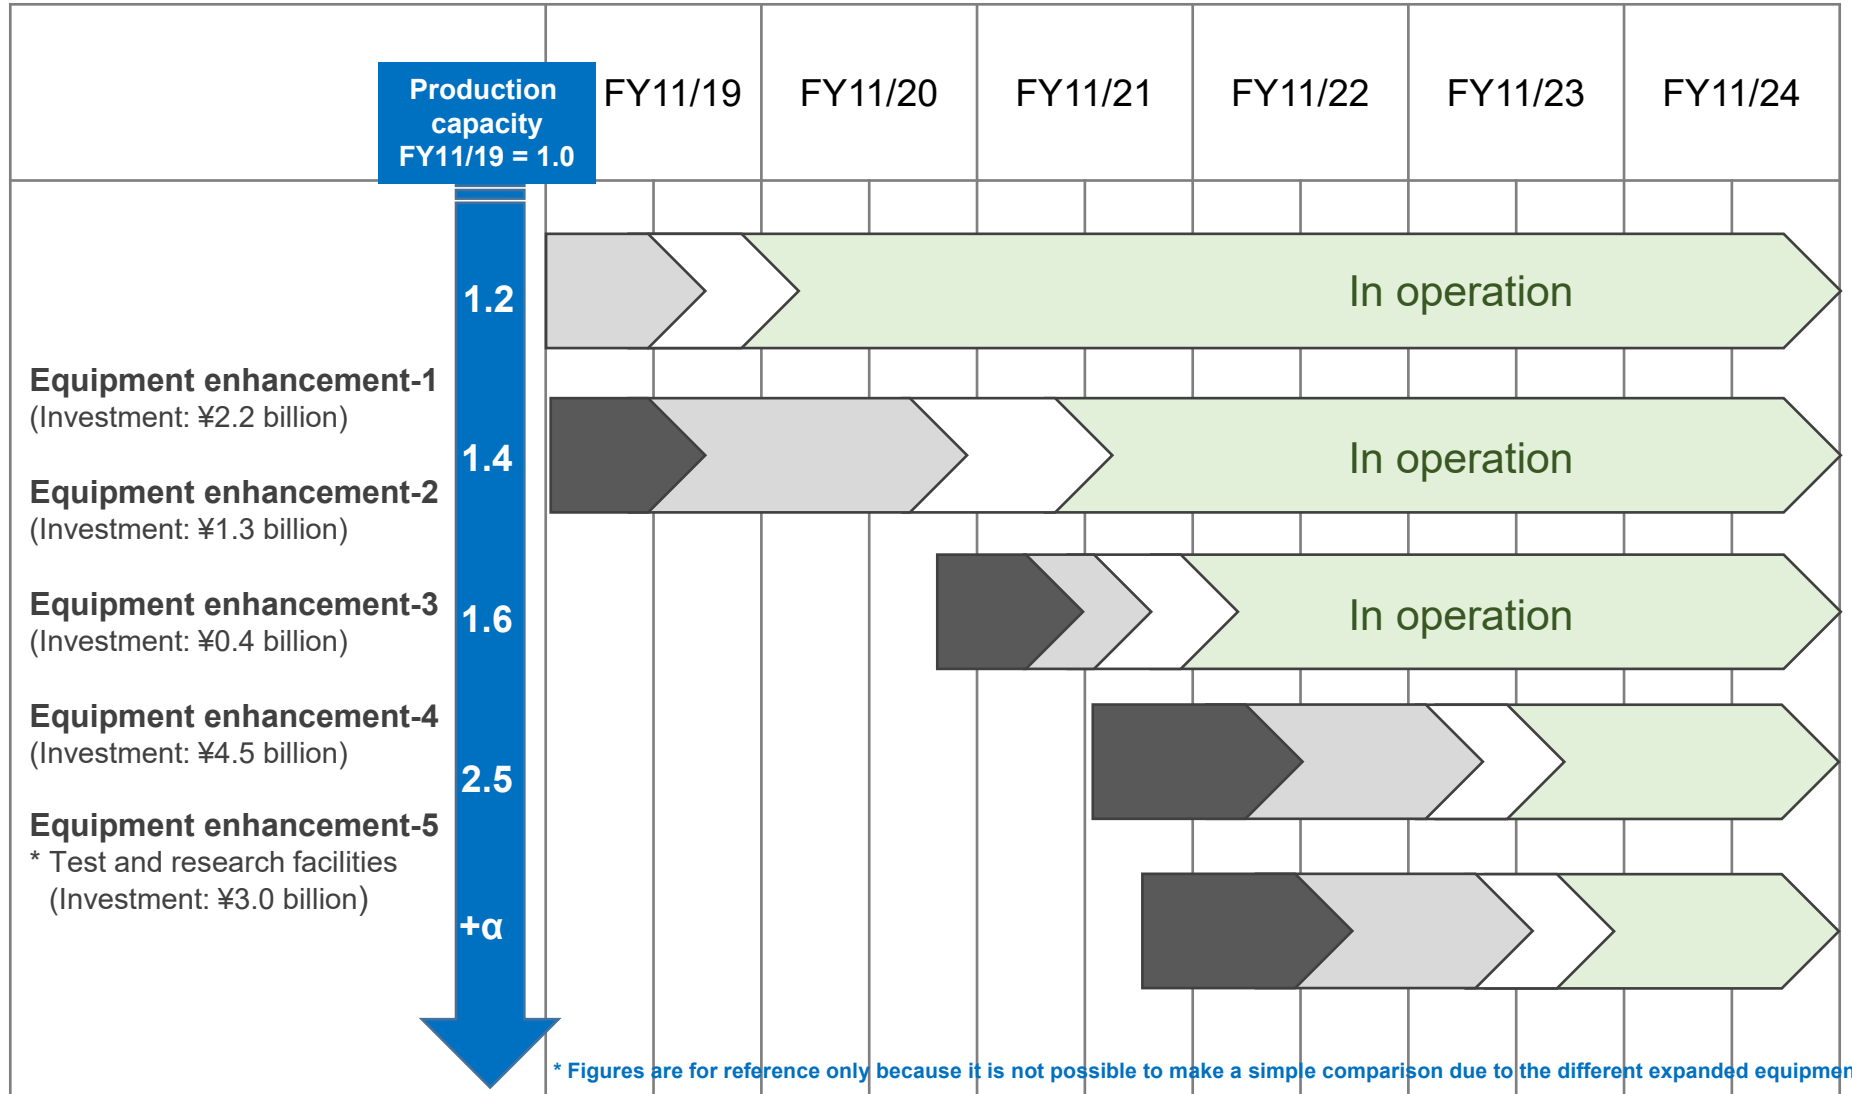 Production
capacity
FY11/19 = 1.0
FY11/19
FY11/20
FY11/21
FY11/22
FY11/23
FY11/24
1.2
In operation
Equipment enhancement-1
(Investment: ¥2.2 billion)
1.4
In operation
Equipment enhancement-2
(Investment: ¥1.3 billion)
Equipment enhancement-3
(Investment: ¥0.4 billion)
1.6
In operation
Equipment enhancement-4
(Investment: ¥4.5 billion)
2.5
Equipment enhancement-5
* Test and research facilities
(Investment: ¥3.0 billion)
+α
* Figures are for reference only because it is not possible to make a simple comparison due to the different expanded equipmen